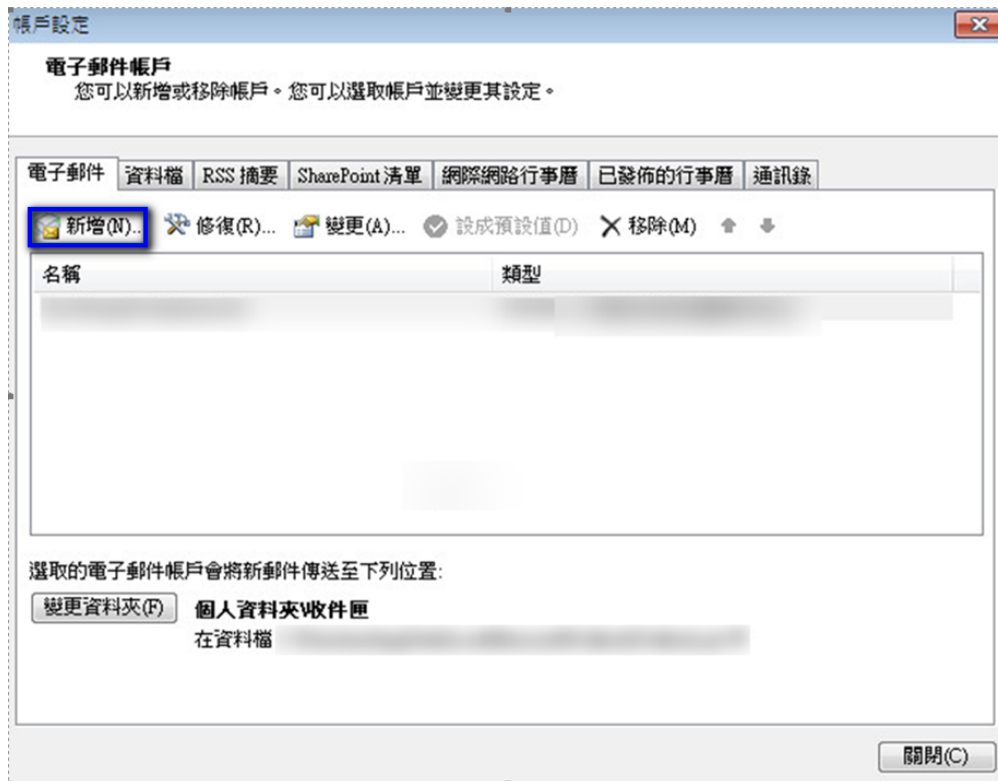 帳戶設定
電子郵件帳戶
您可以新增或移除帳戶。您可以選取帳戶並變更其設定。
電子郵件 資料檔 RSS 摘要 SharePoint 清單 網際網路行事曆 已發佈的行事曆 通訊錄
新增(N)... 修復(R)... 變更(A)... 設成預設值(D) 移除(M)
名稱 類型
選取的電子郵件帳戶會將新郵件傳送至下列位置:
變更資料夾(F) 個人資料夾\收件匣
在資料檔
關閉(C)